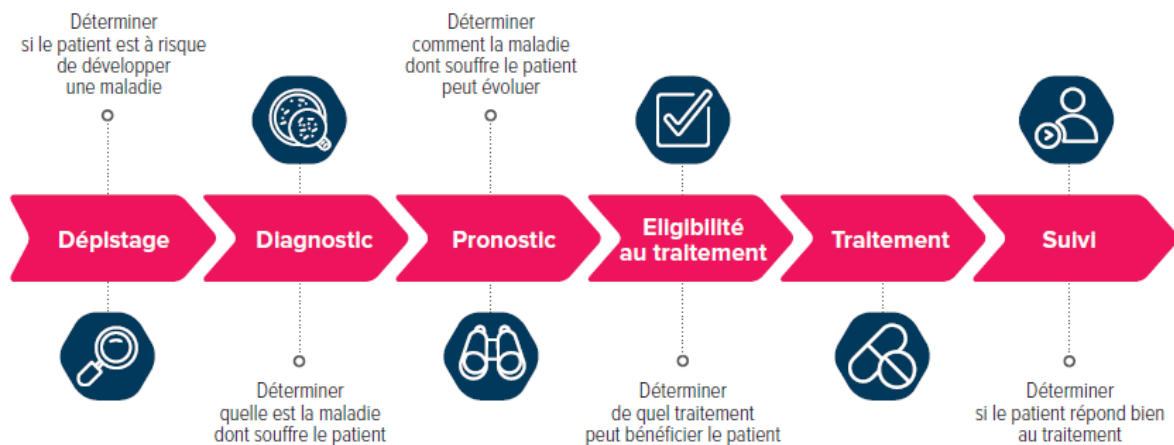 Déterminer
si le patient est à risque
de développer
une maladie
Déterminer
comment la maladie
dont souffre le patient
peut évoluer
Dépistage
Diagnostic
Pronostic
Eligibilité
au traitement
Traitement
Suivi
Déterminer
quelle est la maladie
dont souffre le patient
Déterminer
de quel traitement
peut bénéficier le patient
Déterminer
si le patient répond bien
au traitement